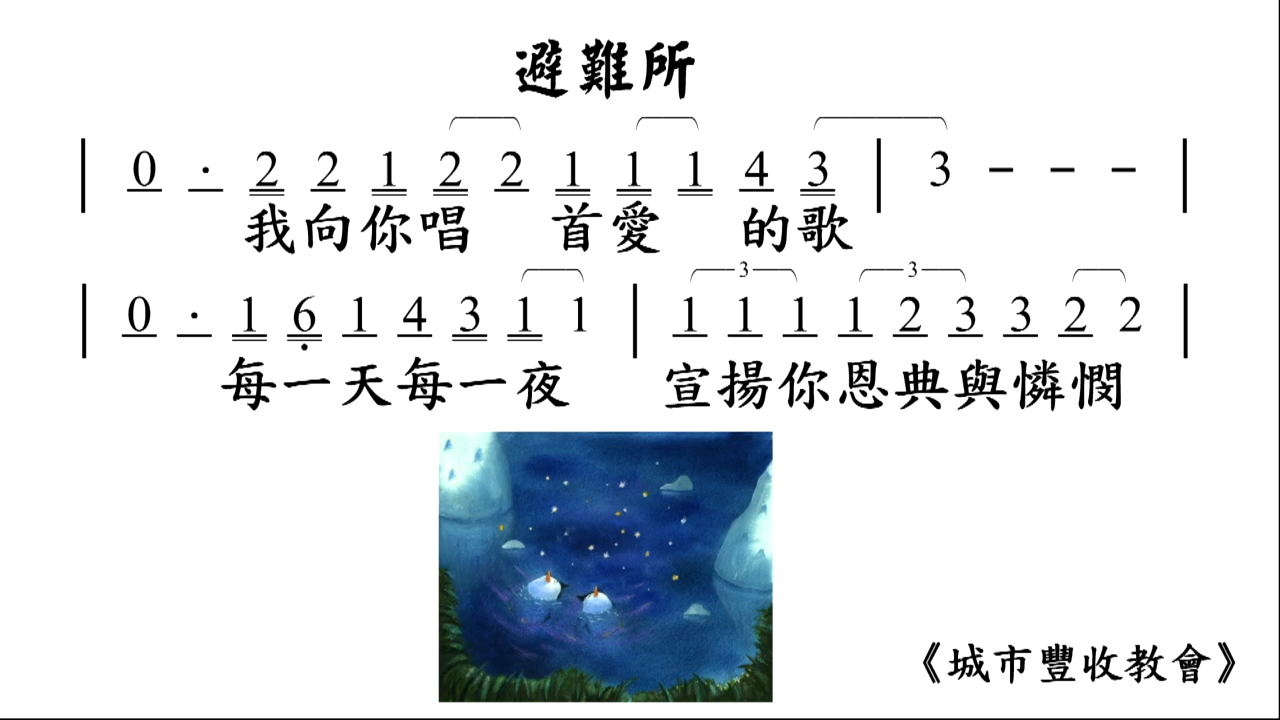 避難所
| 0 · 2 2 1 2 2 1 1 1 4 3 | 3 − − − |
我向你唱 首愛 的歌
3 3
| 0 · 1 6 1 4 3 1 1 | 1 1 1 1 2 3 3 2 2 |
每一天每一夜 宣揚你恩典與憐憫
《城市豐收教會》